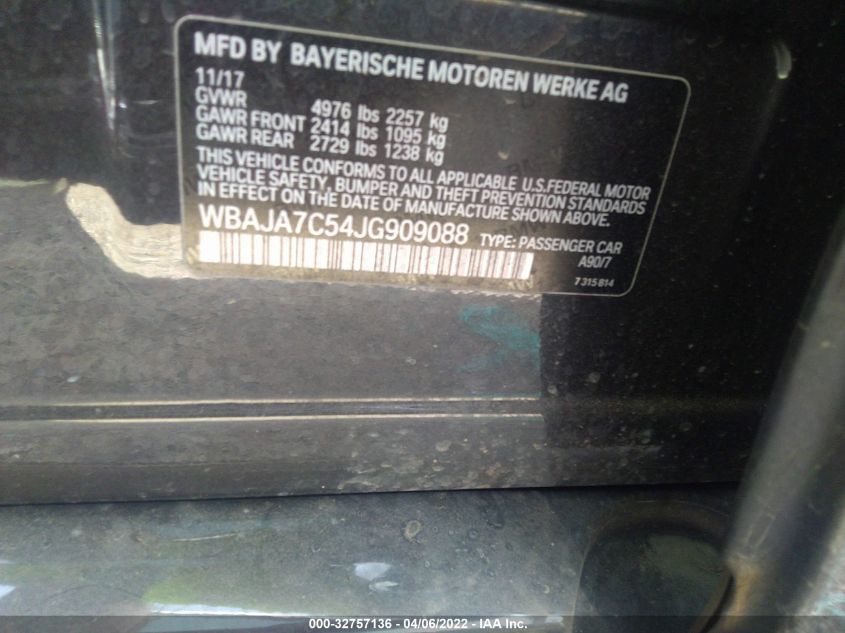 MFD BY BAYERISCHE MOTOREN WERKE AG
11/17
GVWR 4976 lbs 2257 kg
GAWR FRONT 2414 lbs 1095 kg
GAWR REAR 2729 lbs 1238 kg
THIS VEHICLE CONFORMS TO ALL APPLICABLE U.S.FEDERAL MOTOR
VEHICLE SAFETY, BUMPER AND THEFT PREVENTION STANDARDS
IN EFFECT ON THE DATE OF MANUFACTURE SHOWN ABOVE.
WBAJA7C54JG909088 TYPE: PASSENGER CAR
A90/7
7 315 814
000-32757136 - 04/06/2022 - IAA Inc.